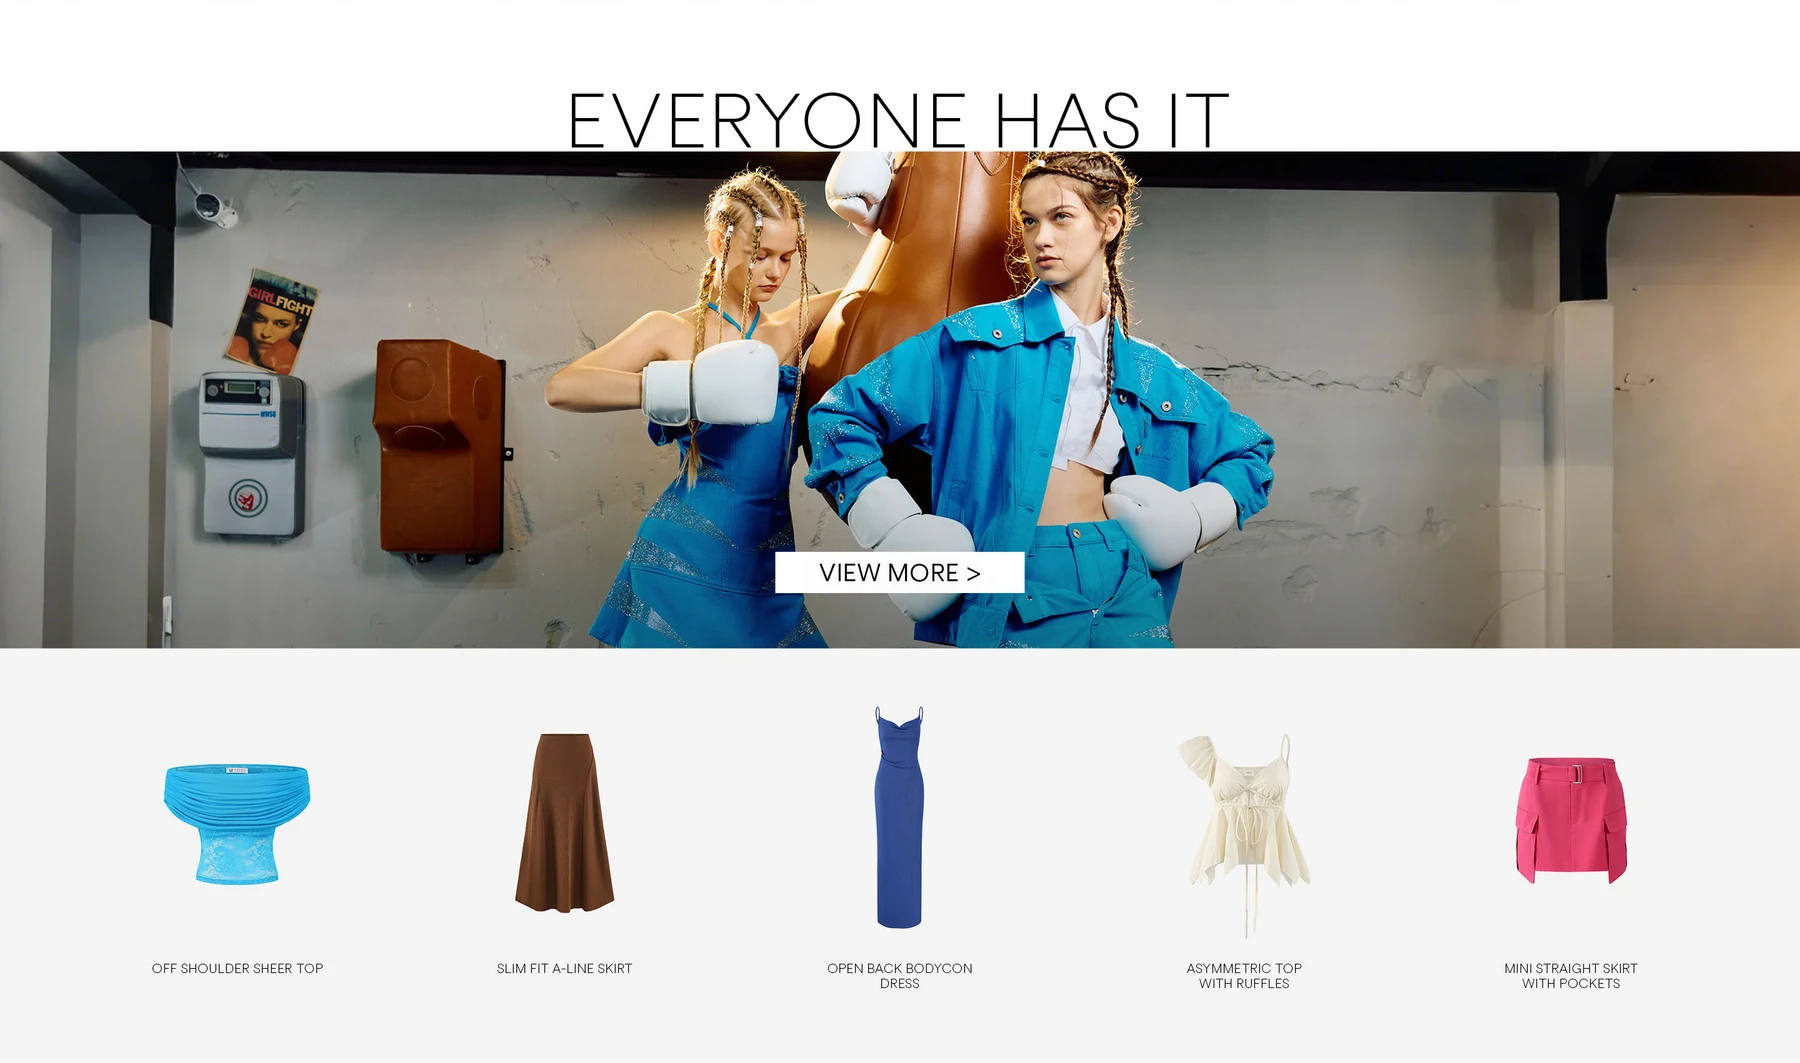 EVERYONE HAS IT
GIRLFIGHT
VIEW MORE >
OFF SHOULDER SHEER TOP
SLIM FIT A-LINE SKIRT
OPEN BACK BODYCON
DRESS
ASYMMETRIC TOP
WITH RUFFLES
MINI STRAIGHT SKIRT
WITH POCKETS